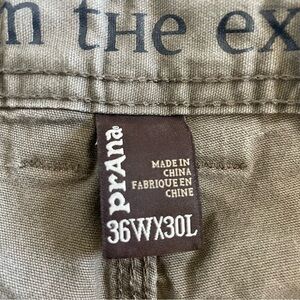 m the ex
prAna
MADE IN
CHINA
FABRIQUE EN
CHINE
36WX30L